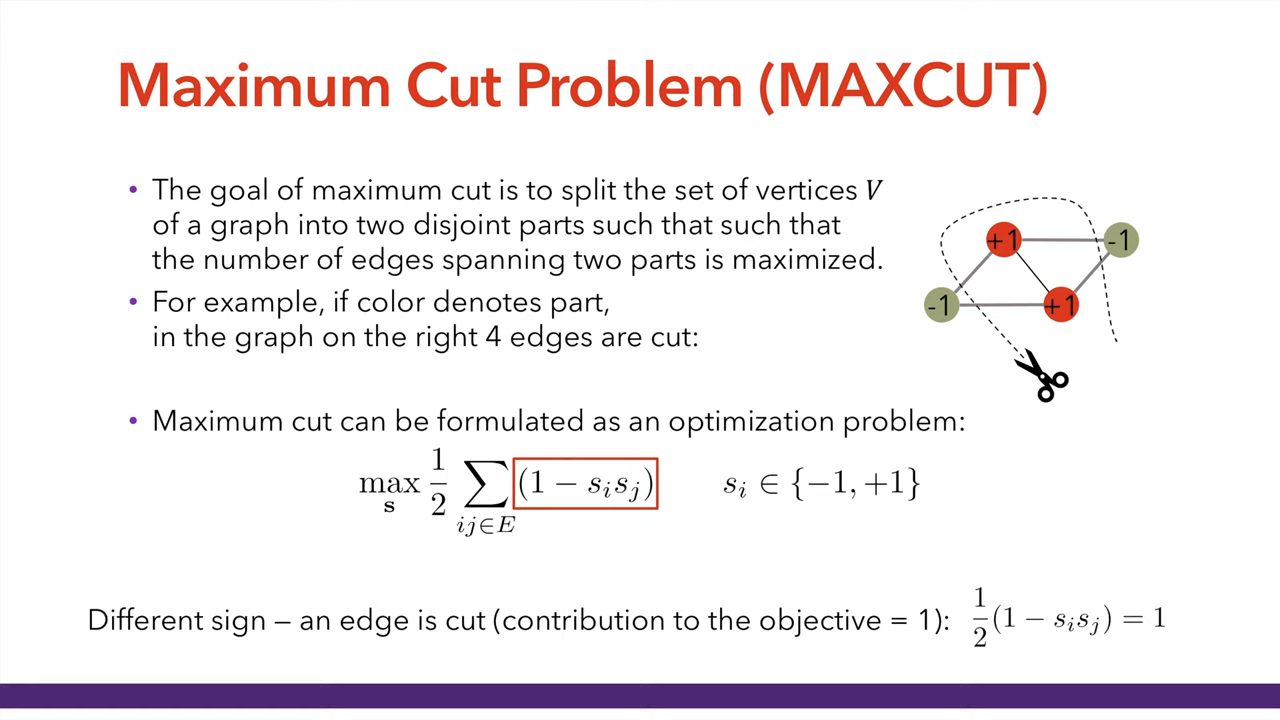 Maximum Cut Problem (MAXCUT)
• The goal of maximum cut is to split the set of vertices V
of a graph into two disjoint parts such that such that
the number of edges spanning two parts is maximized.
• For example, if color denotes part,
in the graph on the right 4 edges are cut:
+1 -1
-1 +1
• Maximum cut can be formulated as an optimization problem:
max_s 1/2 ∑_{ij∈E} (1 − s_i s_j)    s_i ∈ {−1, +1}
Different sign – an edge is cut (contribution to the objective = 1): 1/2 (1 − s_i s_j) = 1